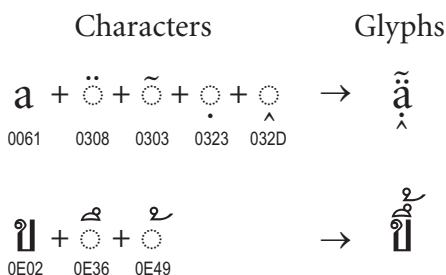 Characters Glyphs
a + ◌̈ + ◌̃ + ◌̣ + ◌̭ → ạ̭̈̃
0061 0308 0303 0323 032D
ข + ◌ึ + ◌้ → ขึ้
0E02 0E36 0E49